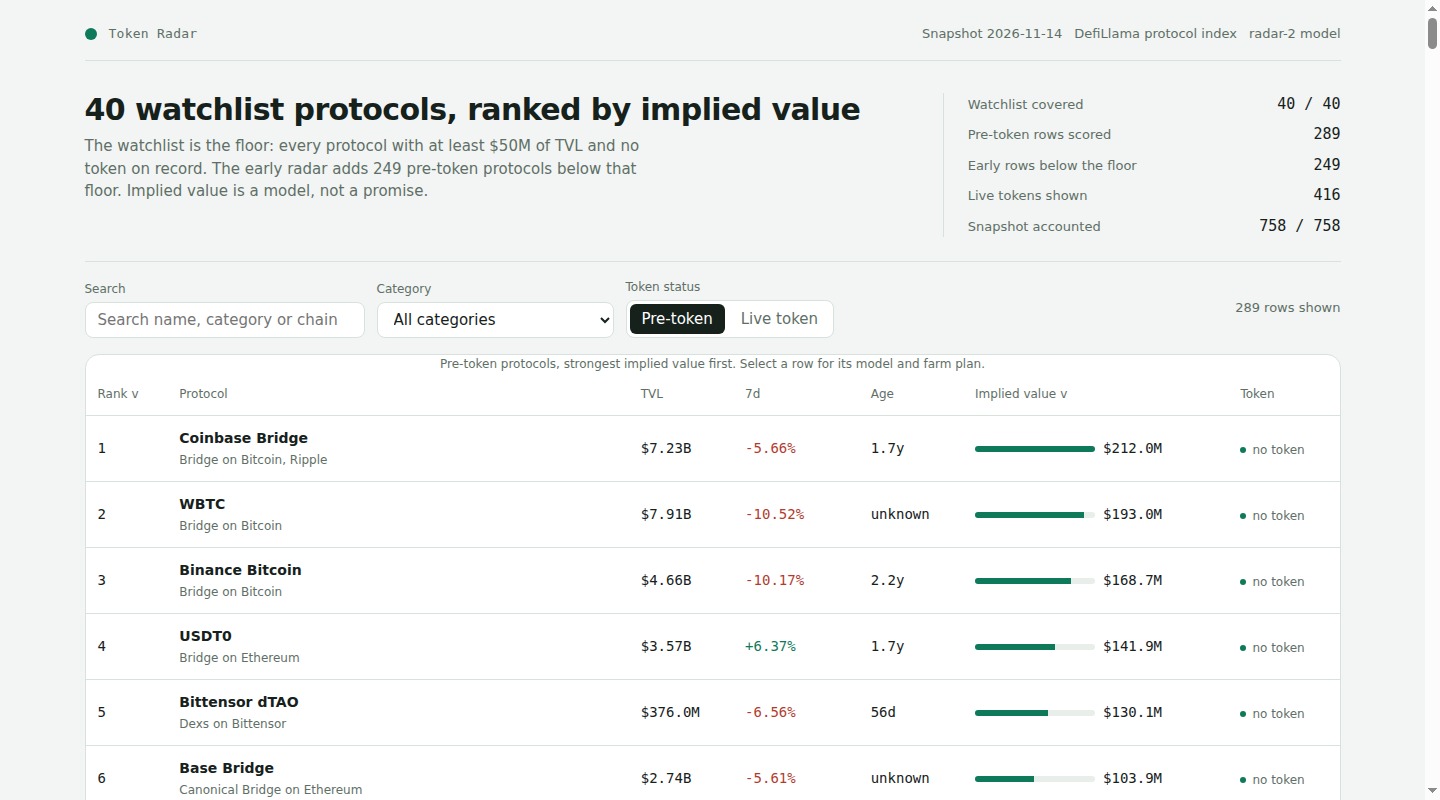 Token Radar
Snapshot 2026-11-14 DefiLlama protocol index radar-2 model
40 watchlist protocols, ranked by implied value
The watchlist is the floor: every protocol with at least $50M of TVL and no
token on record. The early radar adds 249 pre-token protocols below that
floor. Implied value is a model, not a promise.
Watchlist covered 40 / 40
Pre-token rows scored 289
Early rows below the floor 249
Live tokens shown 416
Snapshot accounted 758 / 758
Search
Search name, category or chain
Category
All categories
Token status
Pre-token Live token
289 rows shown
Pre-token protocols, strongest implied value first. Select a row for its model and farm plan.
Rank v Protocol TVL 7d Age Implied value v Token
1 Coinbase Bridge $7.23B -5.66% 1.7y $212.0M no token
Bridge on Bitcoin, Ripple
2 WBTC $7.91B -10.52% unknown $193.0M no token
Bridge on Bitcoin
3 Binance Bitcoin $4.66B -10.17% 2.2y $168.7M no token
Bridge on Bitcoin
4 USDT0 $3.57B +6.37% 1.7y $141.9M no token
Bridge on Ethereum
5 Bittensor dTAO $376.0M -6.56% 56d $130.1M no token
Dexs on Bittensor
6 Base Bridge $2.74B -5.61% unknown $103.9M no token
Canonical Bridge on Ethereum